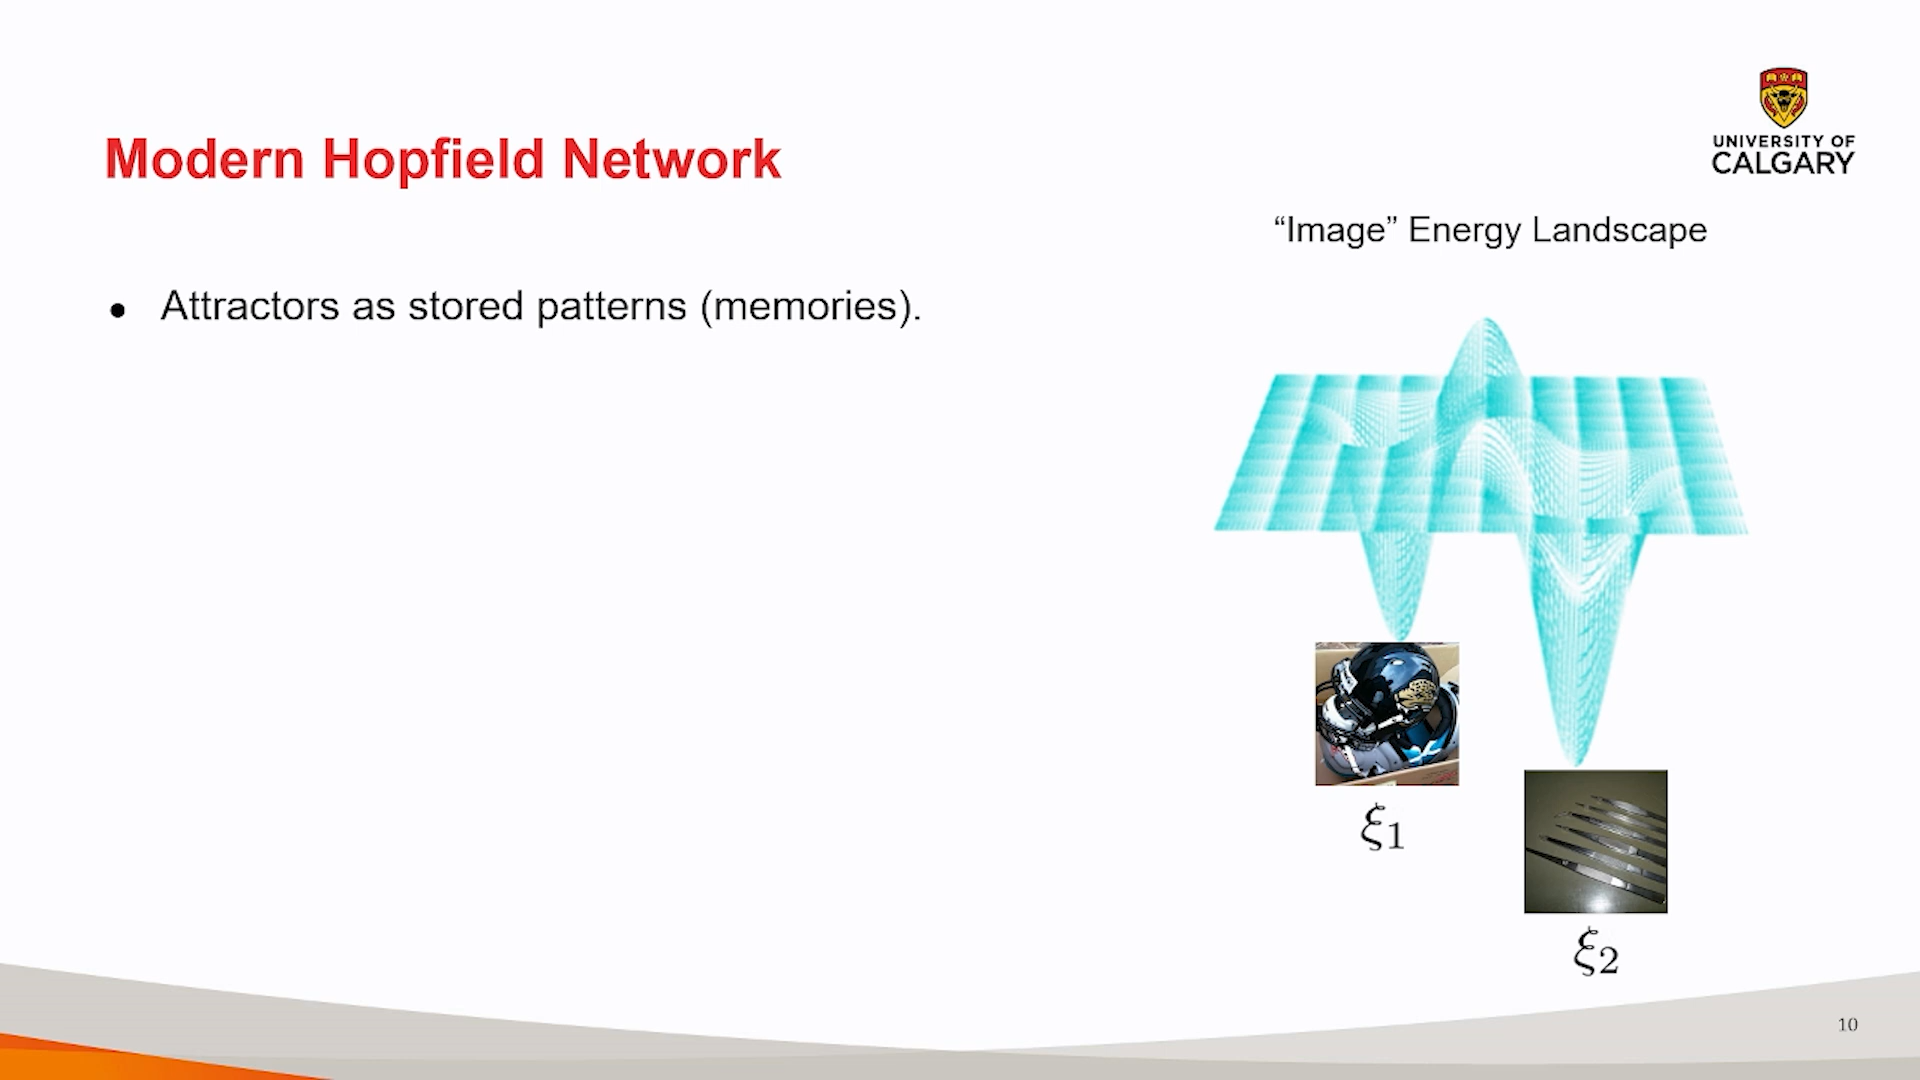 UNIVERSITY OF
CALGARY
Modern Hopfield Network
“Image” Energy Landscape
● Attractors as stored patterns (memories).
ξ1
ξ2
10